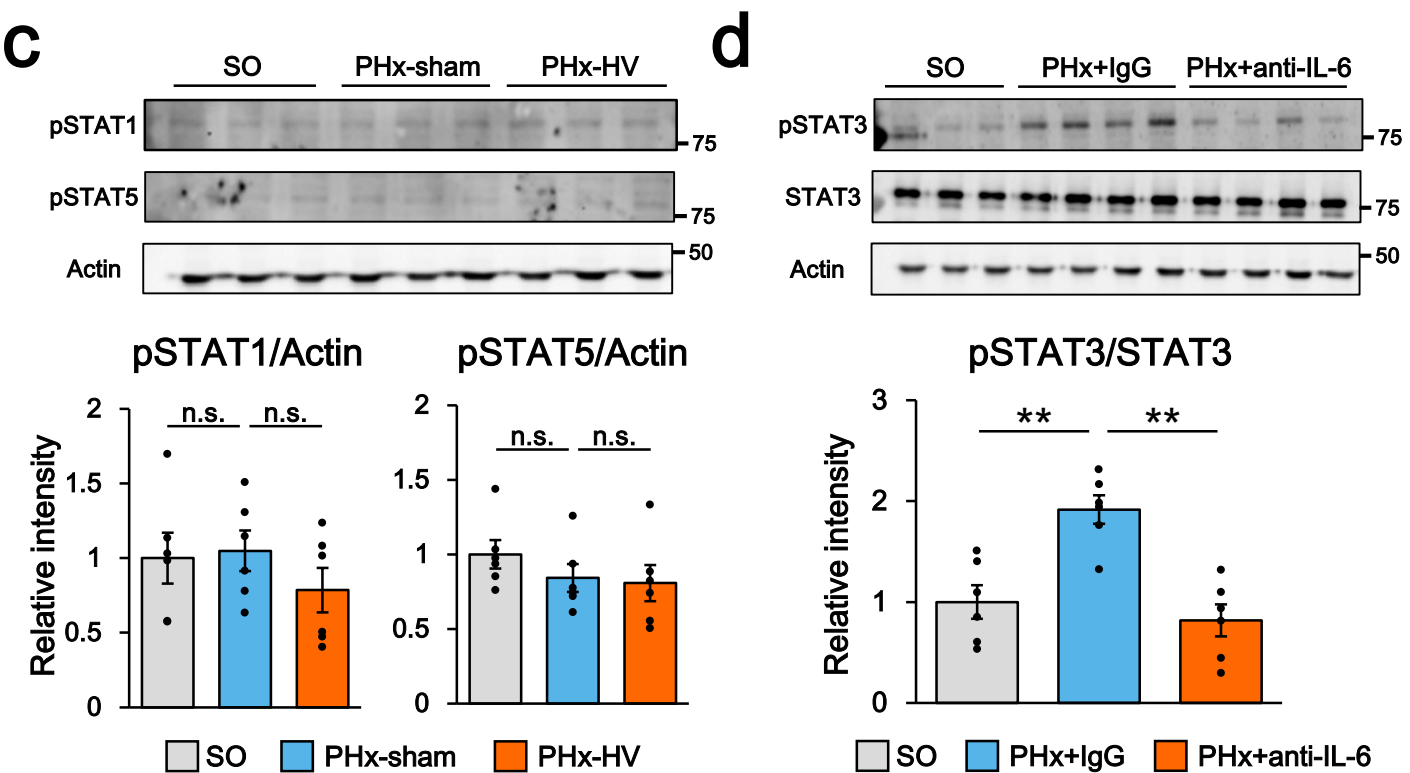 c
SO PHx-sham PHx-HV
pSTAT1
75
pSTAT5
75
Actin
50
pSTAT1/Actin
Relative intensity
2
1.5
1
0.5
0
n.s. n.s.
pSTAT5/Actin
2
1.5
1
0.5
0
n.s. n.s.
SO PHx-sham PHx-HV
d
SO PHx+IgG PHx+anti-IL-6
pSTAT3
75
STAT3
75
Actin
50
pSTAT3/STAT3
Relative intensity
3
2
1
0
** **
SO PHx+IgG PHx+anti-IL-6